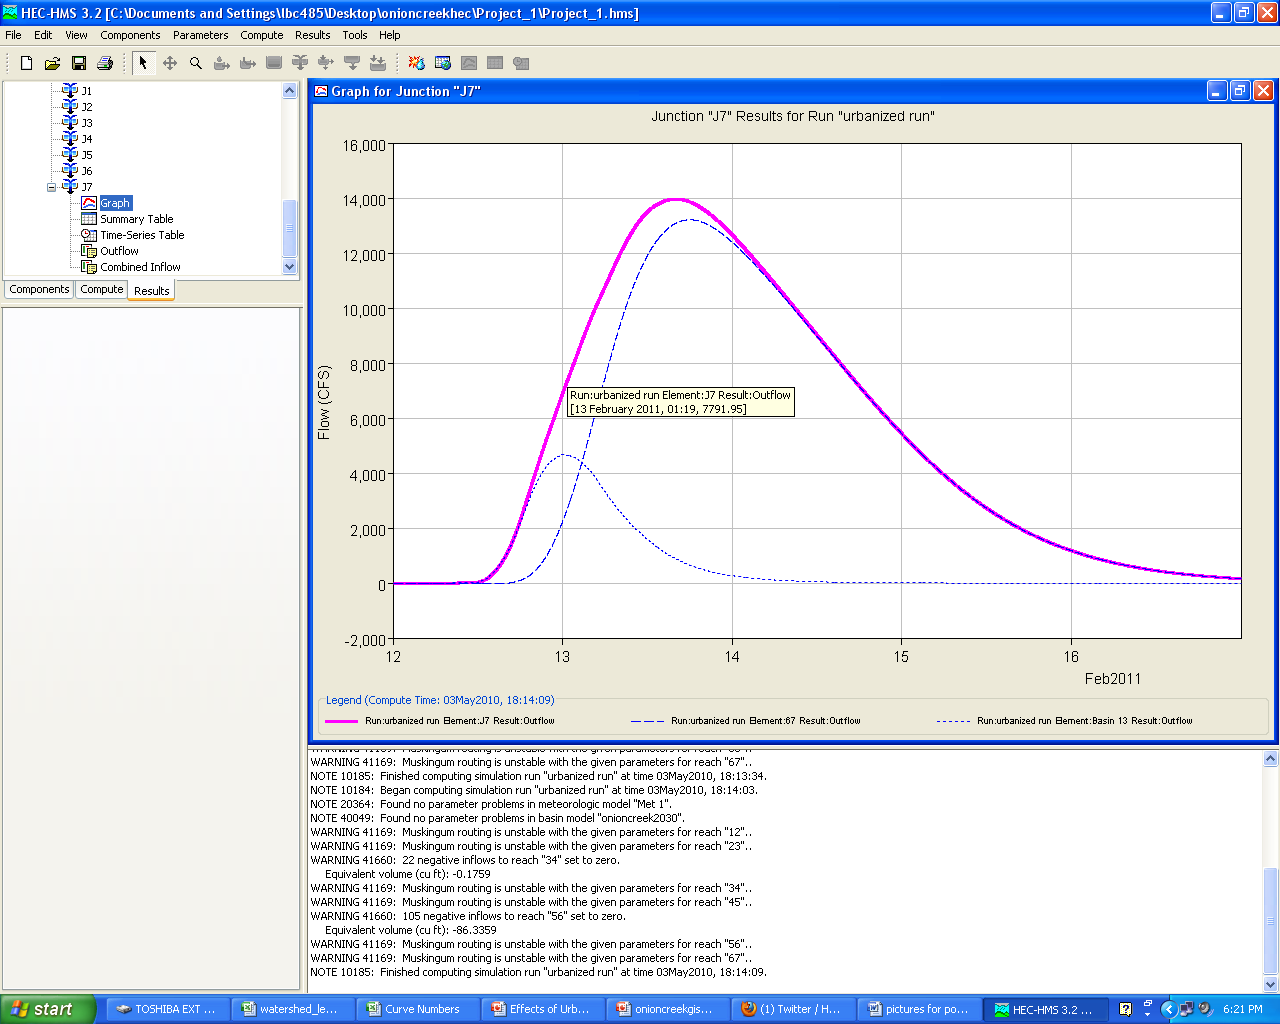 HEC-HMS 3.2 [C:\Documents and Settings\lbc485\Desktop\onioncreekhec\Project_1\Project_1.hms]
File Edit View Components Parameters Compute Results Tools Help
J1
J2
J3
J4
J5
J6
J7
Graph
Summary Table
Time-Series Table
Outflow
Combined Inflow
Components Compute Results
Graph for Junction "J7"
Junction "J7" Results for Run "urbanized run"
16,000
14,000
12,000
10,000
8,000
6,000
4,000
2,000
0
-2,000
Flow (CFS)
Run:urbanized run Element:J7 Result:Outflow
[13 February 2011, 01:19, 7791.95]
12 13 14 15 16
Feb2011
Legend (Compute Time: 03May2010, 18:14:09)
Run:urbanized run Element:J7 Result:Outflow Run:urbanized run Element:67 Result:Outflow Run:urbanized run Element:Basin 13 Result:Outflow
WARNING 41169: Muskingum routing is unstable with the given parameters for reach "67"..
NOTE 10185: Finished computing simulation run "urbanized run" at time 03May2010, 18:13:34.
NOTE 10184: Began computing simulation run "urbanized run" at time 03May2010, 18:14:03.
NOTE 20364: Found no parameter problems in meteorologic model "Met 1".
NOTE 40049: Found no parameter problems in basin model "onioncreek2030".
WARNING 41169: Muskingum routing is unstable with the given parameters for reach "12"..
WARNING 41169: Muskingum routing is unstable with the given parameters for reach "23"..
WARNING 41660: 22 negative inflows to reach "34" set to zero.
Equivalent volume (cu ft): -0.1759
WARNING 41169: Muskingum routing is unstable with the given parameters for reach "34"..
WARNING 41169: Muskingum routing is unstable with the given parameters for reach "45"..
WARNING 41660: 105 negative inflows to reach "56" set to zero.
Equivalent volume (cu ft): -86.3359
WARNING 41169: Muskingum routing is unstable with the given parameters for reach "56"..
WARNING 41169: Muskingum routing is unstable with the given parameters for reach "67"..
NOTE 10185: Finished computing simulation run "urbanized run" at time 03May2010, 18:14:09.
start TOSHIBA EXT ... watershed_le... Curve Numbers Effects of Urb... onioncreekgis... (1) Twitter / H... pictures for po... HEC-HMS 3.2 ... 6:21 PM